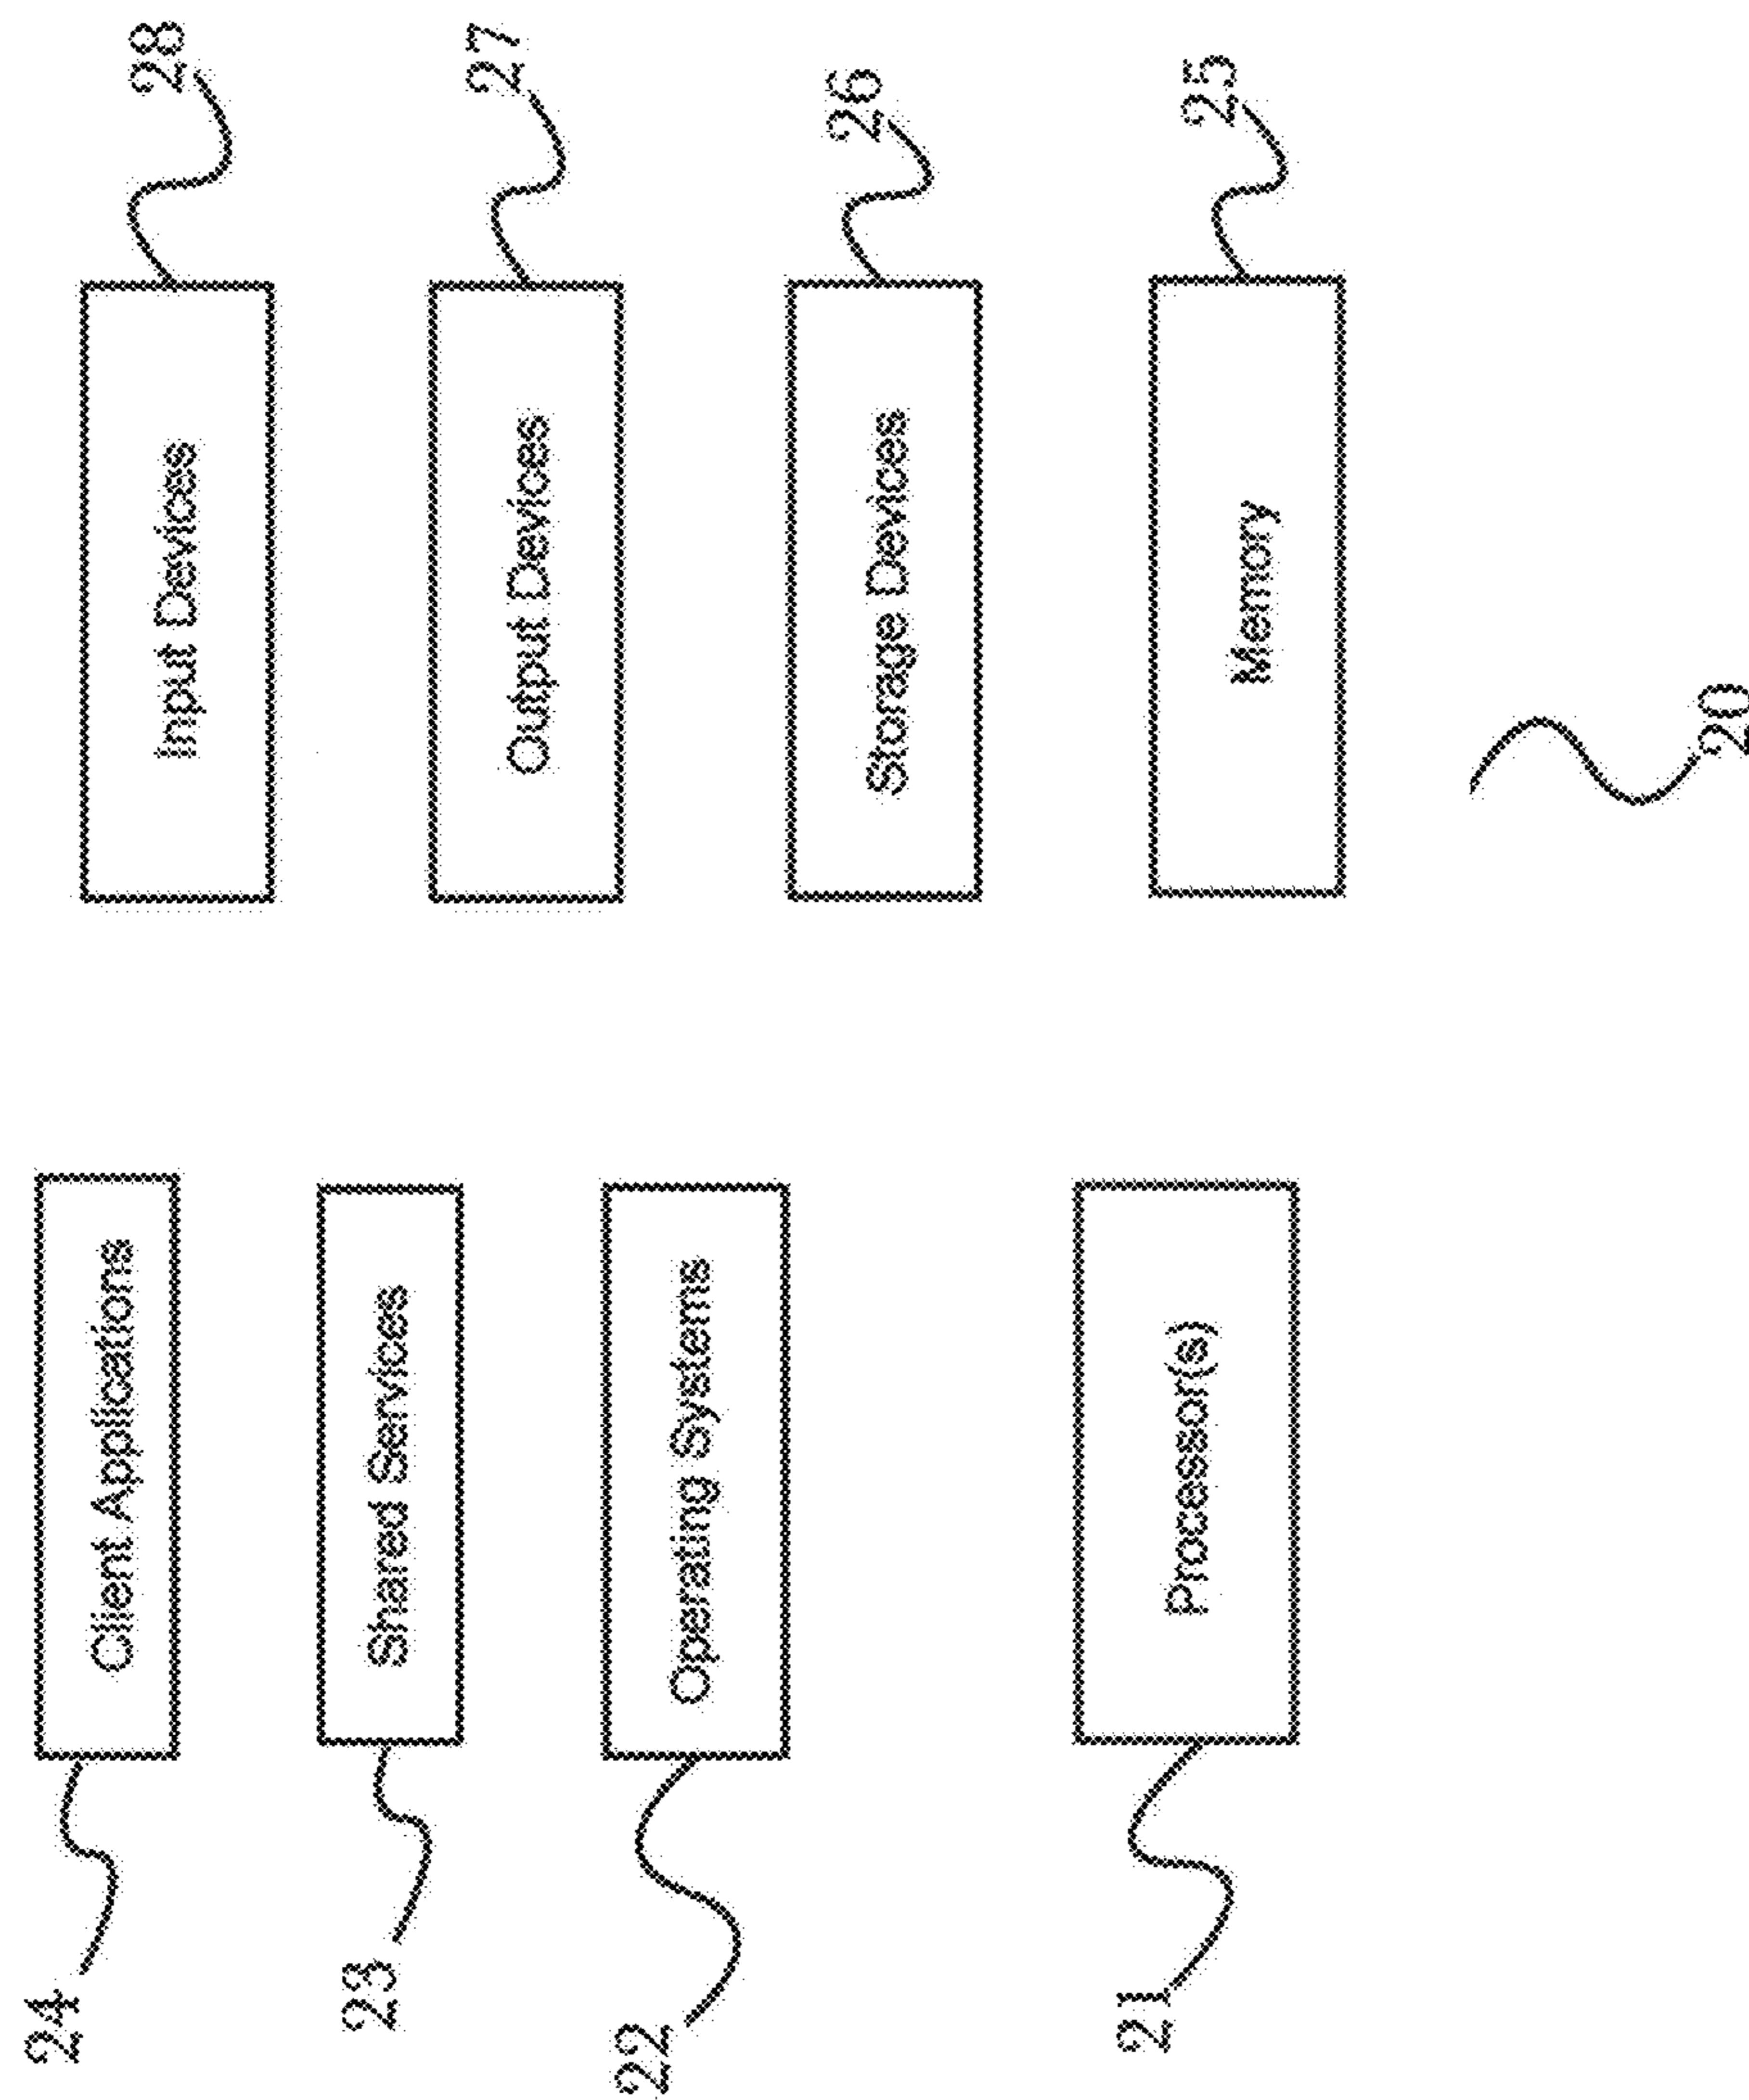 24
Client Applications
Input Devices
28
23
Shared Services
Output Devices
27
22
Operating Systems
Storage Devices
26
21
Processor(s)
Memory
25
20